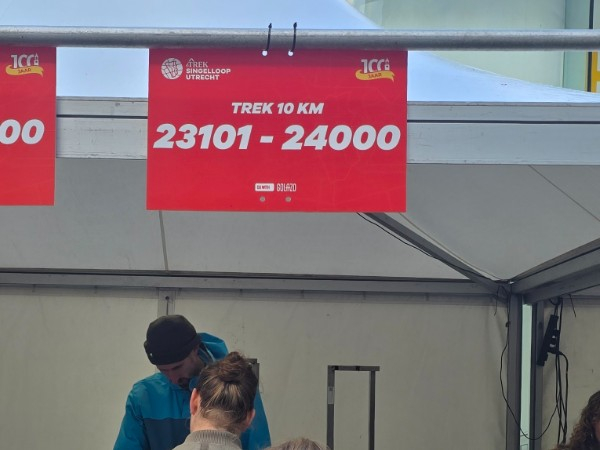 TREK
SINGELLOOP
UTRECHT
100
JAAR
TREK 10 KM
23101 - 24000
00
100
JAAR